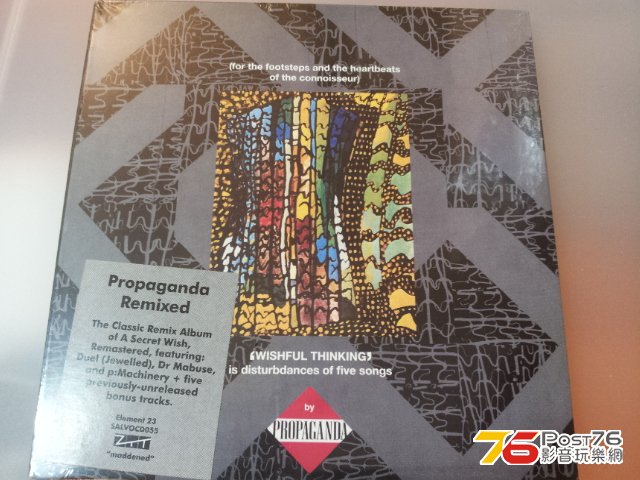 (for the footsteps and the heartbeats
of the connoisseur)
Propaganda
Remixed
The Classic Remix Album
of A Secret Wish,
Remastered, featuring:
Duel (Jewelled), Dr Mabuse,
and p:Machinery + five
previously-unreleased
bonus tracks.
Element 23
SALVOCD055
ZTT
"maddened"
❛WISHFUL THINKING❜
is disturbdances of five songs
by
PROPAGANDA
76 Post76
影音玩樂網